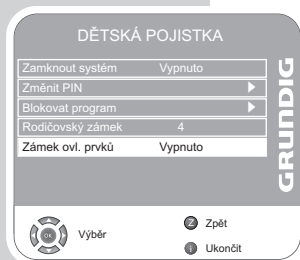 DĚTSKÁ POJISTKA
Zamknout systém Vypnuto
Změnit PIN
Blokovat program
Rodičovský zámek 4
Zámek ovl. prvků Vypnuto
GRUNDIG
OK
Výběr
Z Zpět
i Ukončit